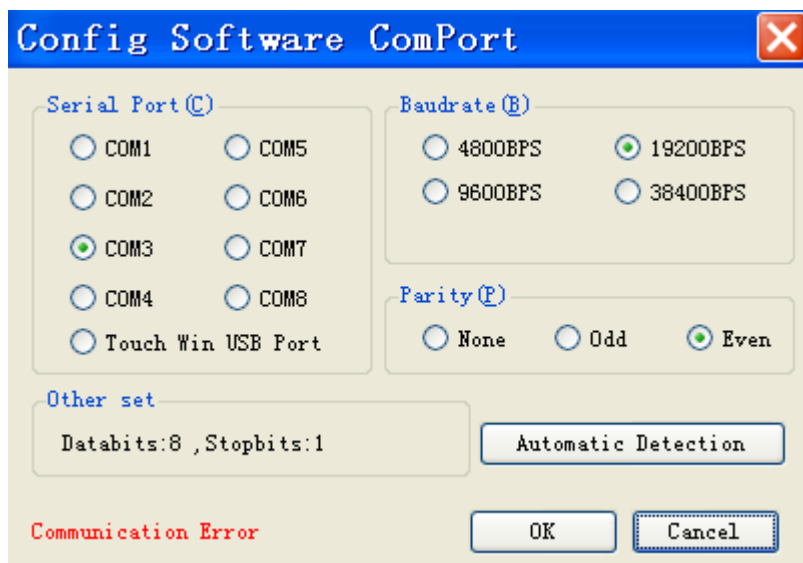 Config Software ComPort
Serial Port(C)
COM1
COM5
COM2
COM6
COM3
COM7
COM4
COM8
Touch Win USB Port
Baudrate(B)
4800BPS
19200BPS
9600BPS
38400BPS
Parity(P)
None
Odd
Even
Other set
Databits:8 ,Stopbits:1
Automatic Detection
Communication Error
OK
Cancel